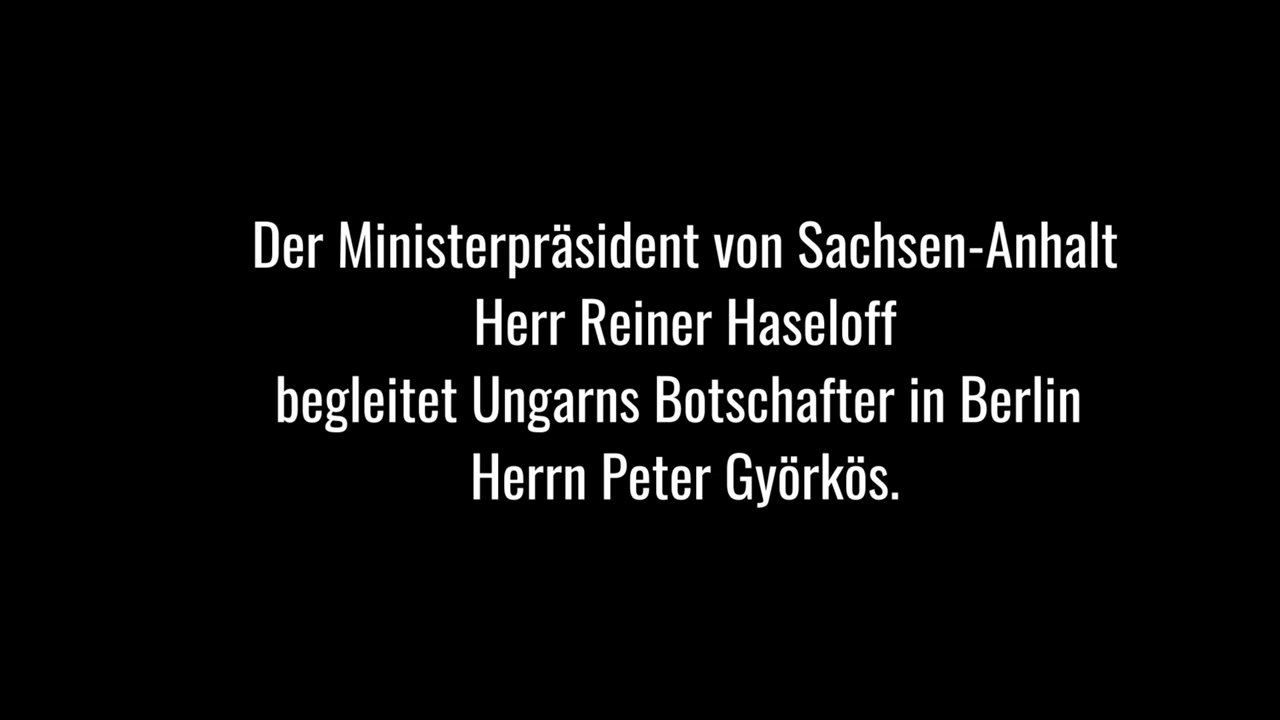 Der Ministerpräsident von Sachsen-Anhalt
Herr Reiner Haseloff
begleitet Ungarns Botschafter in Berlin
Herrn Peter Györkös.